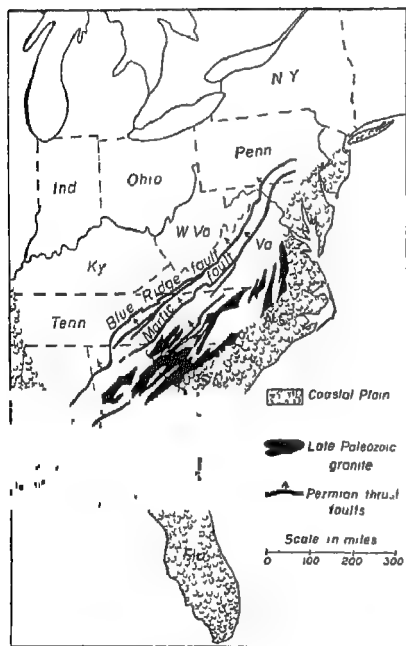 N Y
Penn
Ind
Ohio
W Va
Va
Ky
Blue Ridge fault
Martic fault
Tenn
Coastal Plain
Late Paleozoic
granite
Permian thrust
faults
Scale in miles
0 100 200 300